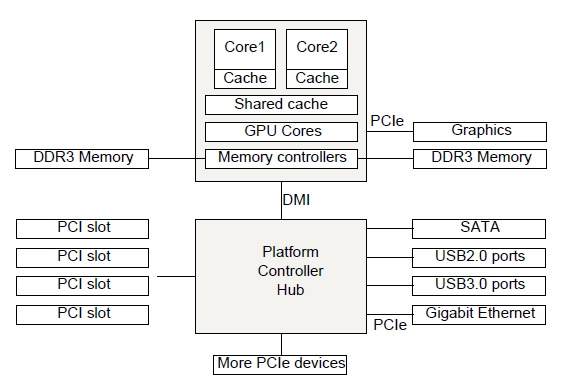 Core1
Core2
Cache
Cache
Shared cache
PCIe
GPU Cores
Graphics
DDR3 Memory
Memory controllers
DDR3 Memory
DMI
PCI slot
SATA
PCI slot
Platform
Controller
Hub
USB2.0 ports
PCI slot
USB3.0 ports
PCI slot
Gigabit Ethernet
PCIe
More PCIe devices